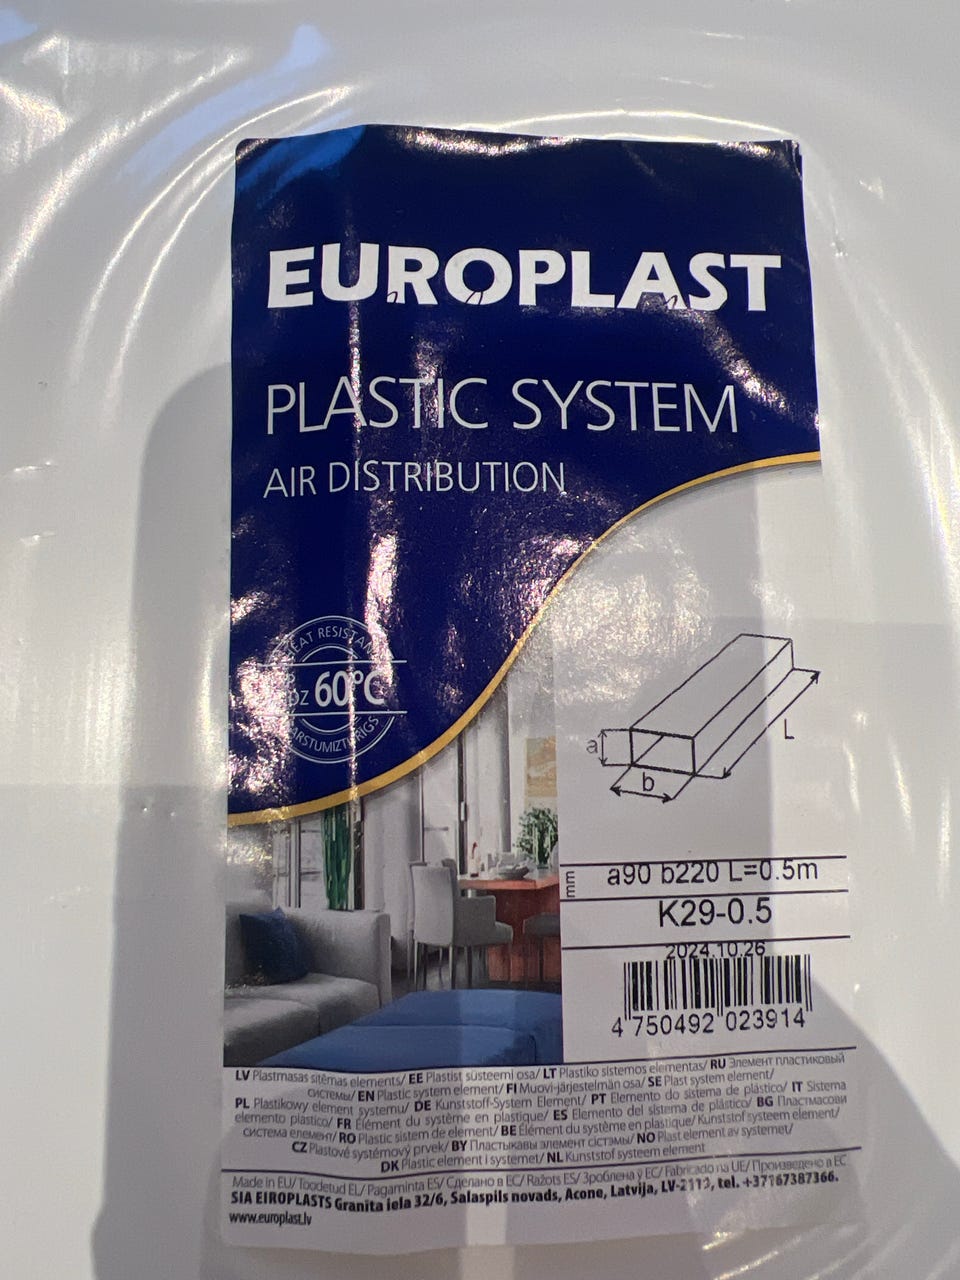 EUROPLAST
PLASTIC SYSTEM
AIR DISTRIBUTION
HEAT RESISTANT
60°C
a
b
L
mm
a90 b220 L=0.5m
K29-0.5
2024.10.26
4 750492 023914
LV Plastmasas sitēmas elements/ EE Plastist süsteemi osa/ LT Plastiko sistemos elementas/ RU Элемент пластиковый
системы/ EN Plastic system element/ FI Muovi-järjestelmän osa/ SE Plast system element/
PL Plastikowy element systemu/ DE Kunststoff-System Element/ PT Elemento do sistema de plástico/ IT Sistema
elemento plastico/ FR Élément du système en plastique/ ES Elemento del sistema de plástico/ BG Пластмасови
система елемент/ RO Plastic sistem de element/ BE Élément du système en plastique/ Kunststof systeem element/
CZ Plastové systémový prvek/ BY Пластыкавы элемент сістэмы/ NO Plast element av systemet/
DK Plastic element i systemet/ NL Kunststof systeem element
Made in EU/ Toodetud EL/ Pagaminta ES/ Сделано в ЕС/ Ražots ES/ Зроблена ў ЕС/ Fabricado na UE/ Произведено в ЕС
SIA EIROPLASTS Granita iela 32/6, Salaspils novads, Acone, Latvija, LV-2119, tel. +37167387366.
www.europlast.lv